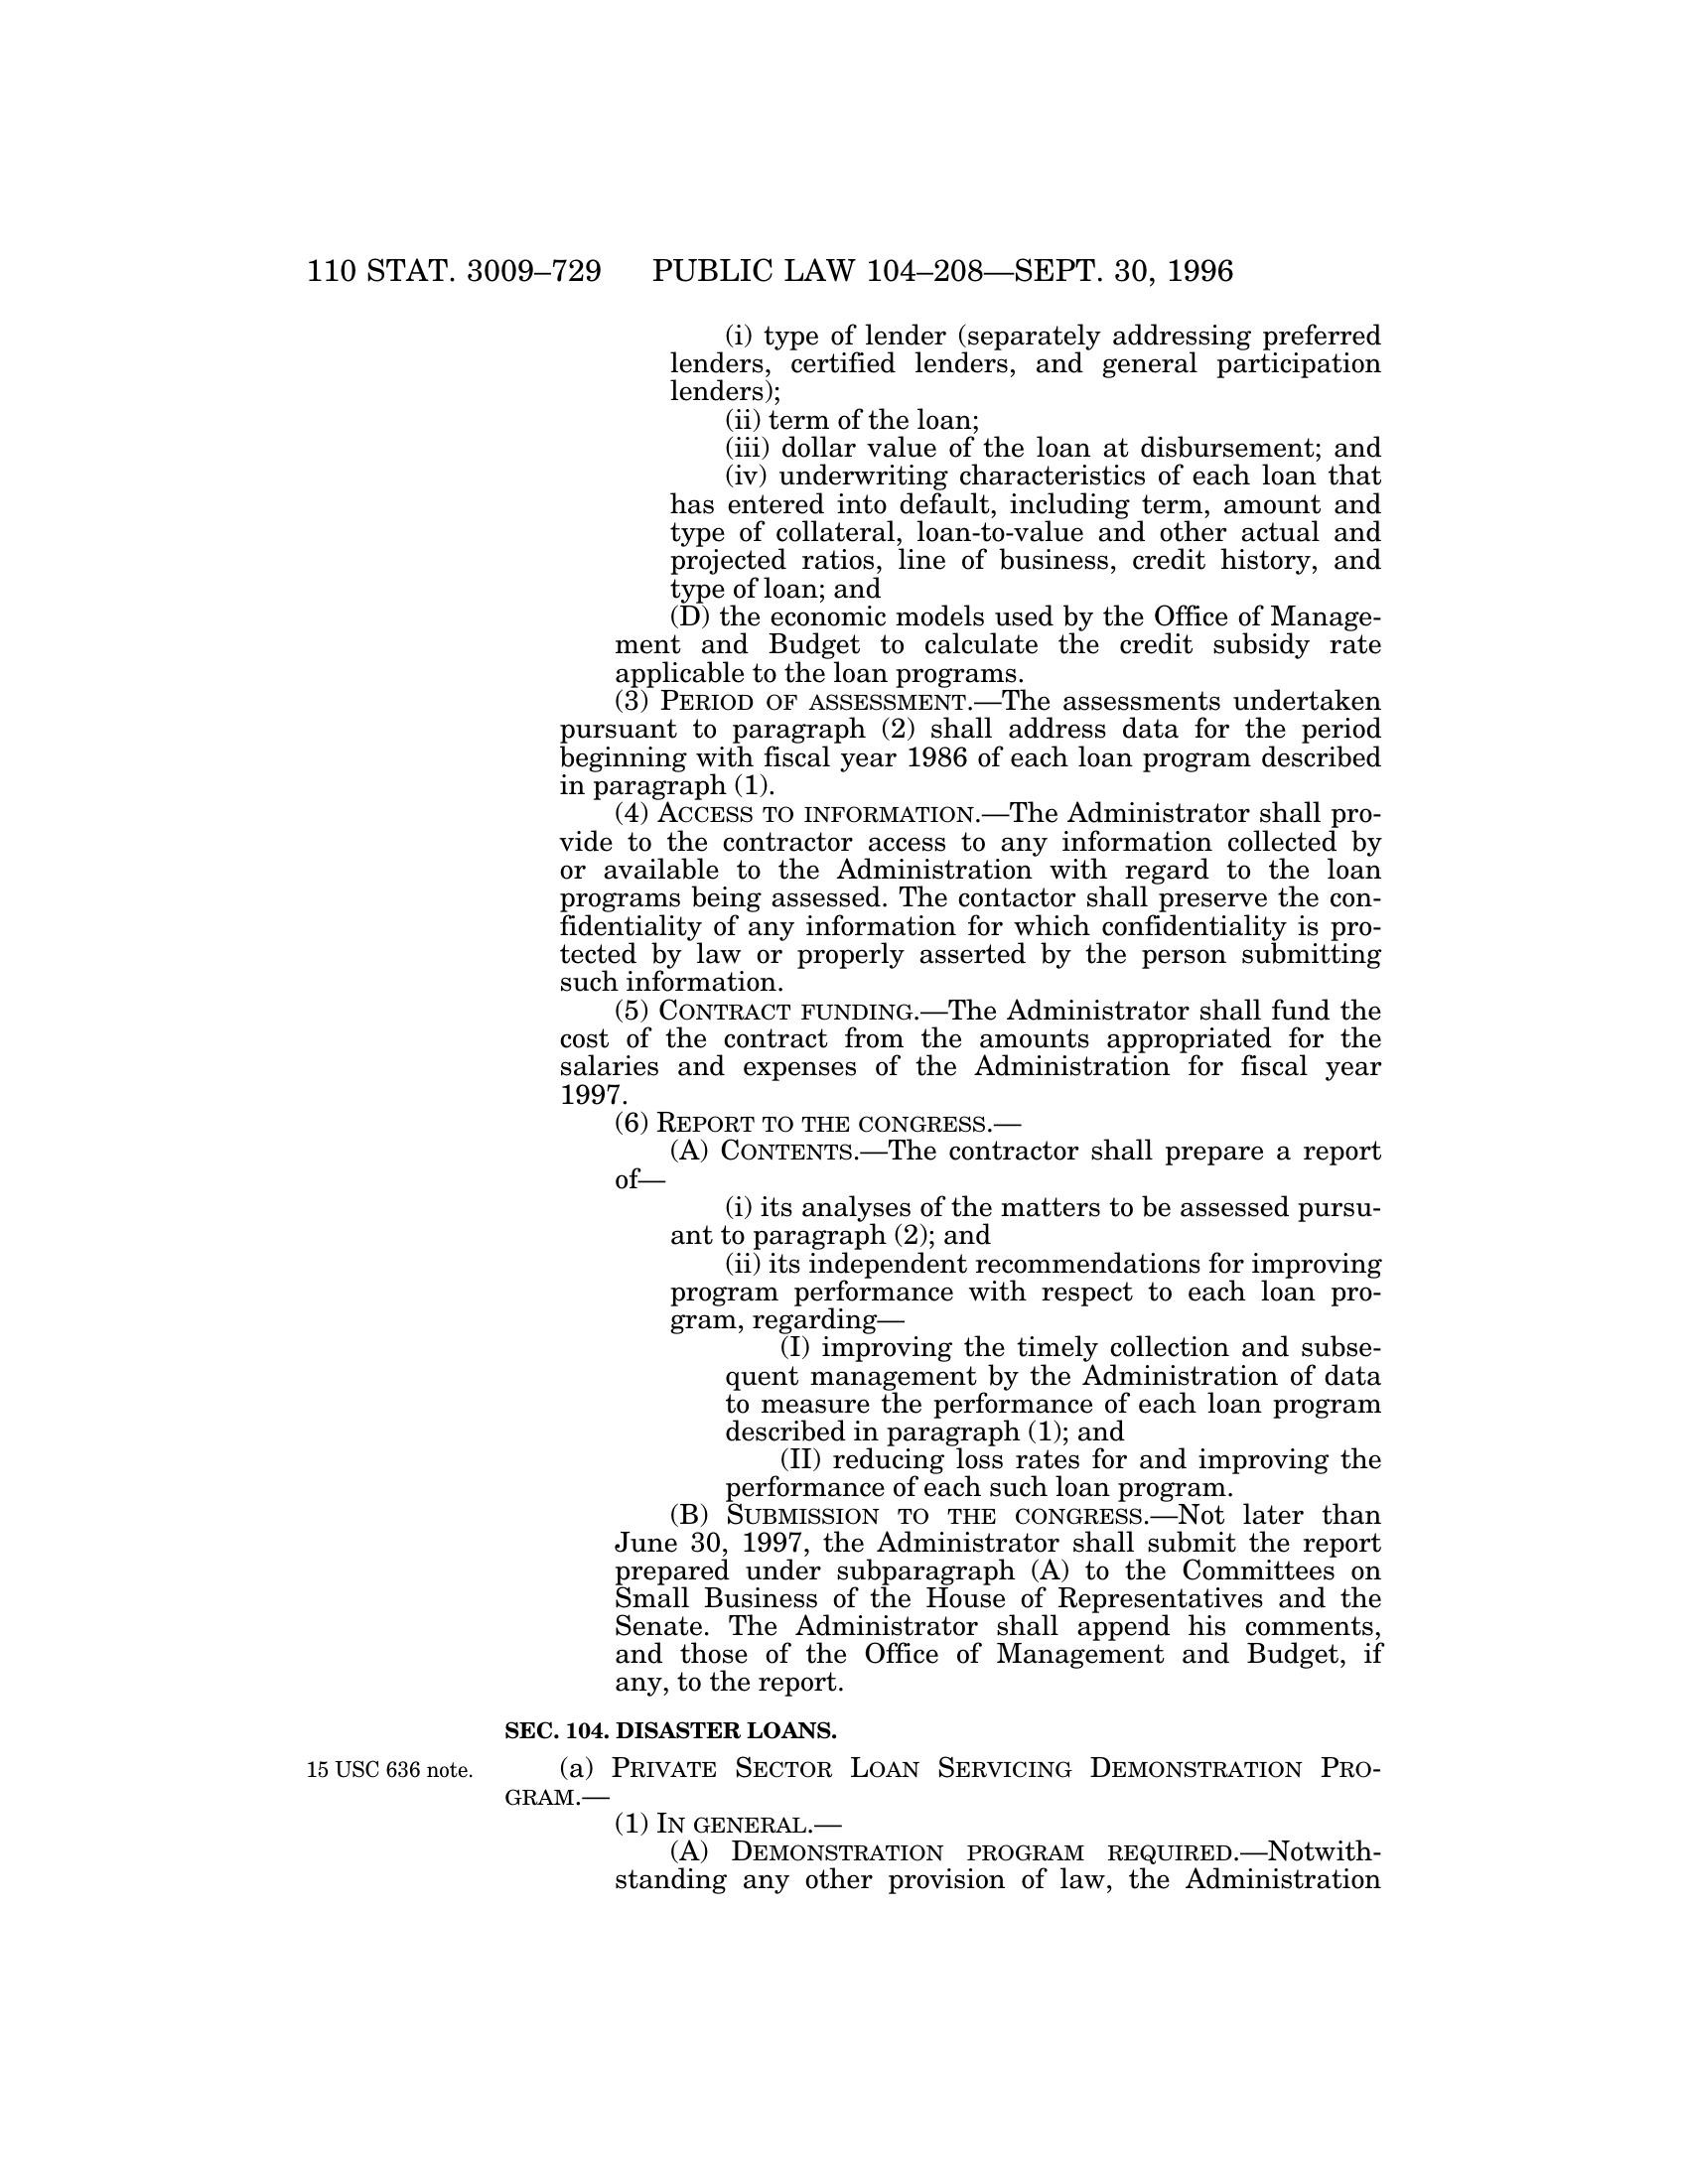 110 STAT. 3009–729 PUBLIC LAW 104–208—SEPT. 30, 1996
(i) type of lender (separately addressing preferred
lenders, certified lenders, and general participation
lenders);
(ii) term of the loan;
(iii) dollar value of the loan at disbursement; and
(iv) underwriting characteristics of each loan that
has entered into default, including term, amount and
type of collateral, loan-to-value and other actual and
projected ratios, line of business, credit history, and
type of loan; and
(D) the economic models used by the Office of Manage-
ment and Budget to calculate the credit subsidy rate
applicable to the loan programs.
(3) PERIOD OF ASSESSMENT.—The assessments undertaken
pursuant to paragraph (2) shall address data for the period
beginning with fiscal year 1986 of each loan program described
in paragraph (1).
(4) ACCESS TO INFORMATION.—The Administrator shall pro-
vide to the contractor access to any information collected by
or available to the Administration with regard to the loan
programs being assessed. The contactor shall preserve the con-
fidentiality of any information for which confidentiality is pro-
tected by law or properly asserted by the person submitting
such information.
(5) CONTRACT FUNDING.—The Administrator shall fund the
cost of the contract from the amounts appropriated for the
salaries and expenses of the Administration for fiscal year
1997.
(6) REPORT TO THE CONGRESS.—
(A) CONTENTS.—The contractor shall prepare a report
of—
(i) its analyses of the matters to be assessed pursu-
ant to paragraph (2); and
(ii) its independent recommendations for improving
program performance with respect to each loan pro-
gram, regarding—
(I) improving the timely collection and subse-
quent management by the Administration of data
to measure the performance of each loan program
described in paragraph (1); and
(II) reducing loss rates for and improving the
performance of each such loan program.
(B) SUBMISSION TO THE CONGRESS.—Not later than
June 30, 1997, the Administrator shall submit the report
prepared under subparagraph (A) to the Committees on
Small Business of the House of Representatives and the
Senate. The Administrator shall append his comments,
and those of the Office of Management and Budget, if
any, to the report.
SEC. 104. DISASTER LOANS.
15 USC 636 note.
(a) PRIVATE SECTOR LOAN SERVICING DEMONSTRATION PRO-
GRAM.—
(1) IN GENERAL.—
(A) DEMONSTRATION PROGRAM REQUIRED.—Notwith-
standing any other provision of law, the Administration